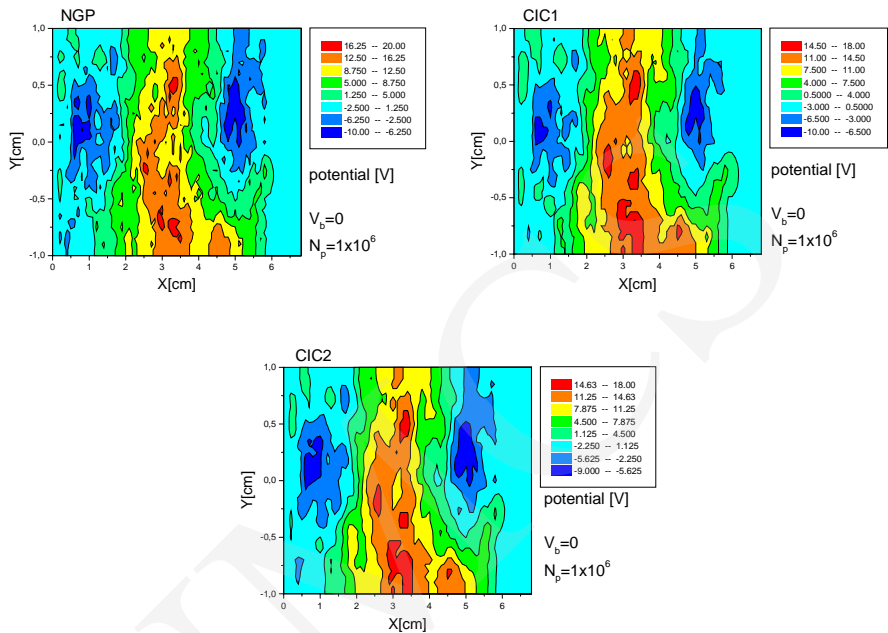 NGP
1,0
0,5
0,0
-0,5
-1,0
Y[cm]
0 1 2 3 4 5 6
X[cm]
16.25 -- 20.00
12.50 -- 16.25
8.750 -- 12.50
5.000 -- 8.750
1.250 -- 5.000
-2.500 -- 1.250
-6.250 -- -2.500
-10.00 -- -6.250
potential [V]
V_b=0
N_p=1x10^6
CIC1
1,0
0,5
0,0
-0,5
-1,0
Y[cm]
0 1 2 3 4 5 6
X[cm]
14.50 -- 18.00
11.00 -- 14.50
7.500 -- 11.00
4.000 -- 7.500
0.5000 -- 4.000
-3.000 -- 0.5000
-6.500 -- -3.000
-10.00 -- -6.500
potential [V]
V_b=0
N_p=1x10^6
CIC2
1,0
0,5
0,0
-0,5
-1,0
Y[cm]
0 1 2 3 4 5 6
X[cm]
14.63 -- 18.00
11.25 -- 14.63
7.875 -- 11.25
4.500 -- 7.875
1.125 -- 4.500
-2.250 -- 1.125
-5.625 -- -2.250
-9.000 -- -5.625
potential [V]
V_b=0
N_p=1x10^6